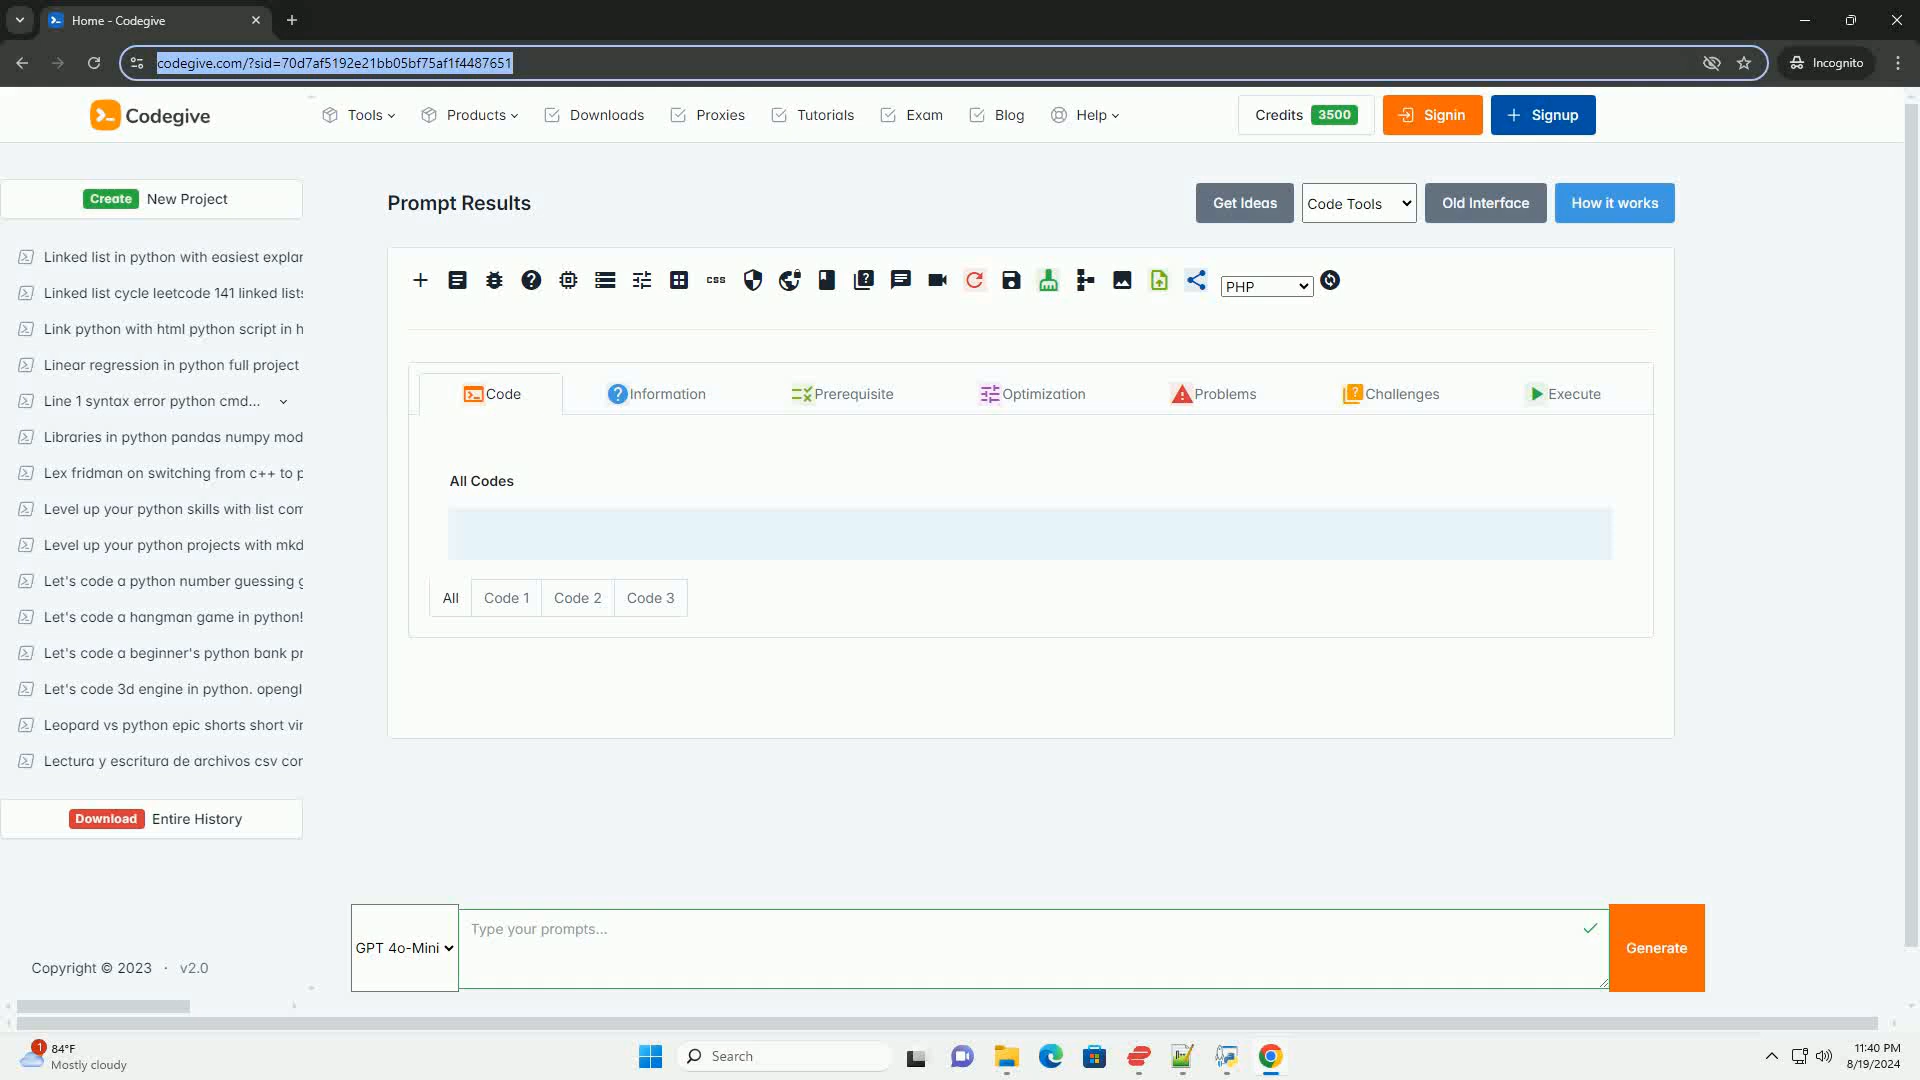 Home - Codegive
codegive.com/?sid=70d7af5192e21bb05bf75af1f4487651
Incognito
Codegive
Tools
Products
Downloads
Proxies
Tutorials
Exam
Blog
Help
Credits 3500
Signin
Signup
Create New Project
Linked list in python with easiest explar
Linked list cycle leetcode 141 linked lists
Link python with html python script in h
Linear regression in python full project
Line 1 syntax error python cmd...
Libraries in python pandas numpy mod
Lex fridman on switching from c++ to p
Level up your python skills with list com
Level up your python projects with mkd
Let's code a python number guessing g
Let's code a hangman game in python!
Let's code a beginner's python bank pr
Let's code 3d engine in python. opengl
Leopard vs python epic shorts short vir
Lectura y escritura de archivos csv cor
Download Entire History
Copyright © 2023 · v2.0
Prompt Results
Get Ideas
Code Tools
Old Interface
How it works
css
PHP
Code
Information
Prerequisite
Optimization
Problems
Challenges
Execute
All Codes
All
Code 1
Code 2
Code 3
GPT 4o-Mini
Type your prompts...
Generate
1
84°F
Mostly cloudy
Search
11:40 PM
8/19/2024